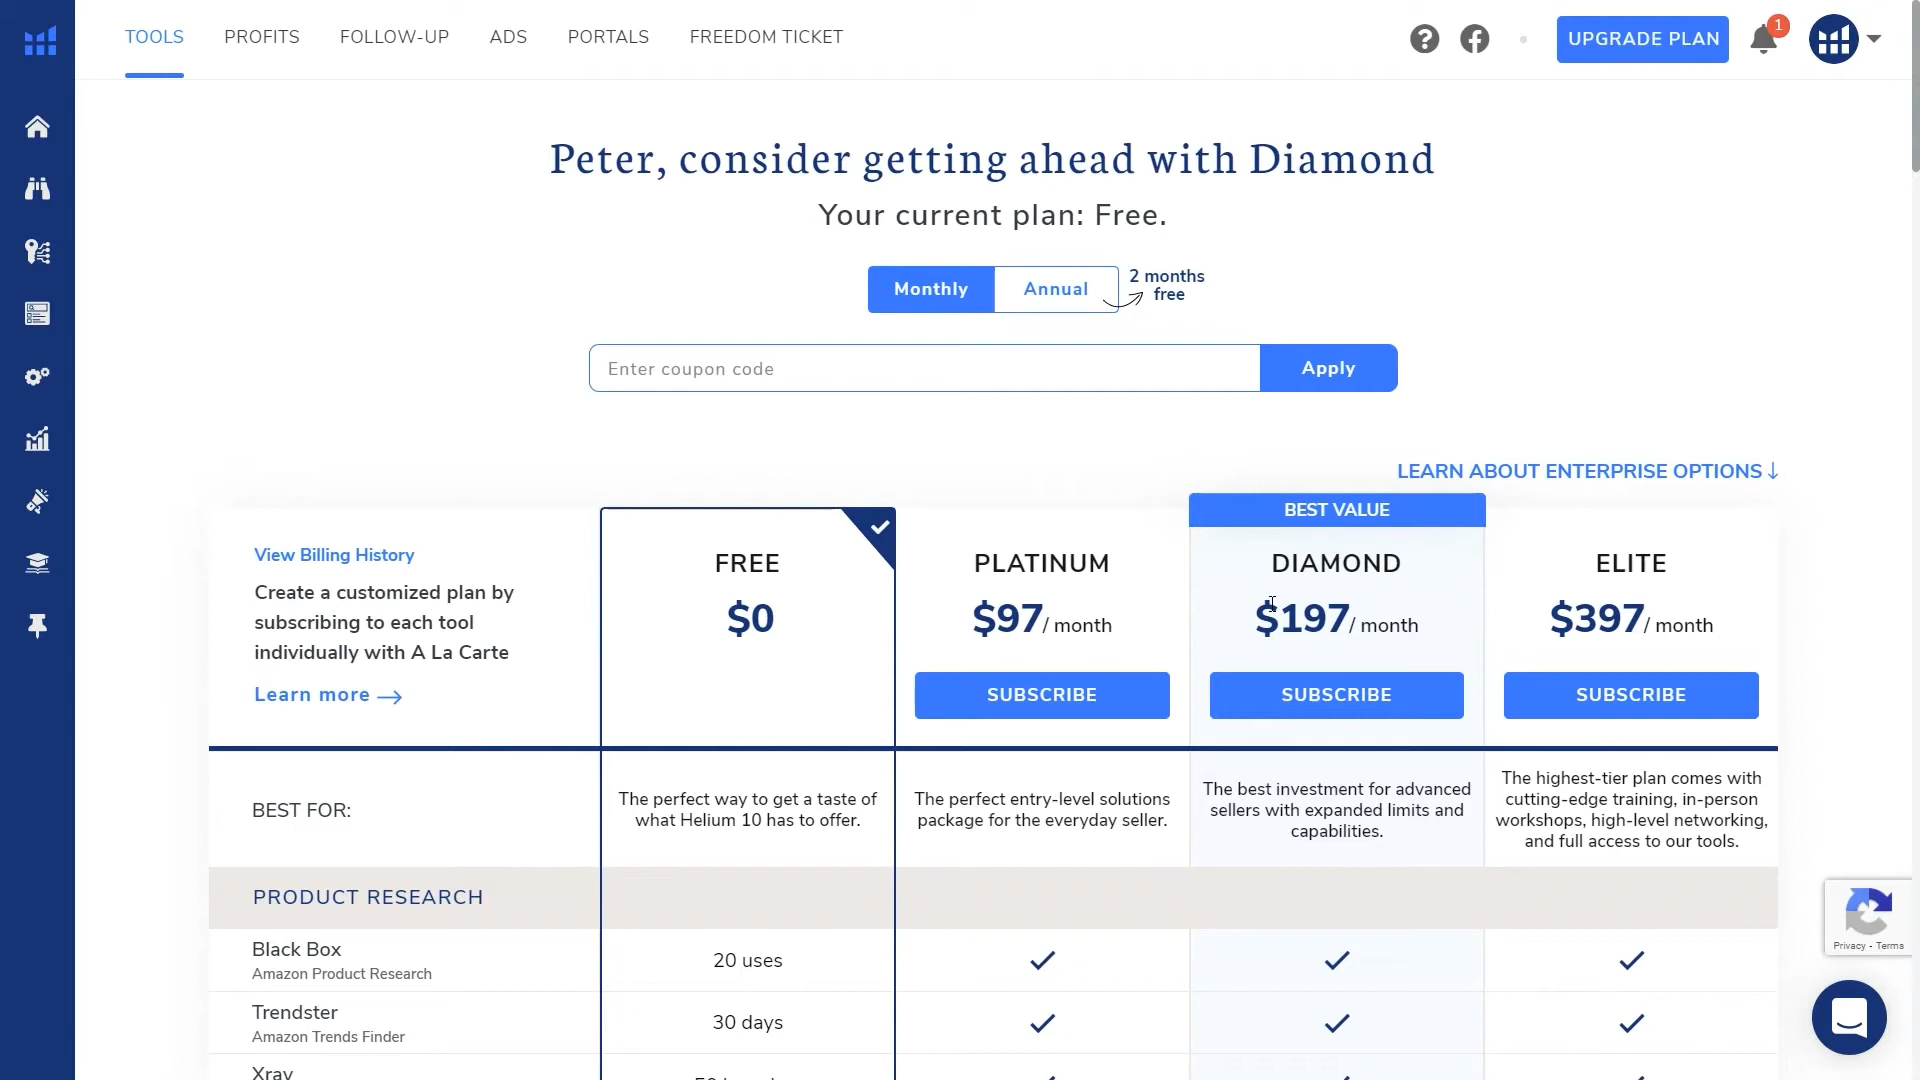 TOOLS PROFITS FOLLOW-UP ADS PORTALS FREEDOM TICKET
UPGRADE PLAN
1
Peter, consider getting ahead with Diamond
Your current plan: Free.
Monthly Annual
2 months
free
Enter coupon code
Apply
LEARN ABOUT ENTERPRISE OPTIONS
BEST VALUE
View Billing History
Create a customized plan by
subscribing to each tool
individually with A La Carte
Learn more
FREE
$0
PLATINUM
$97/ month
SUBSCRIBE
DIAMOND
$197/ month
SUBSCRIBE
ELITE
$397/ month
SUBSCRIBE
BEST FOR:
The perfect way to get a taste of
what Helium 10 has to offer.
The perfect entry-level solutions
package for the everyday seller.
The best investment for advanced
sellers with expanded limits and
capabilities.
The highest-tier plan comes with
cutting-edge training, in-person
workshops, high-level networking,
and full access to our tools.
PRODUCT RESEARCH
Black Box
Amazon Product Research
20 uses
Trendster
Amazon Trends Finder
30 days
Xray
Privacy - Terms